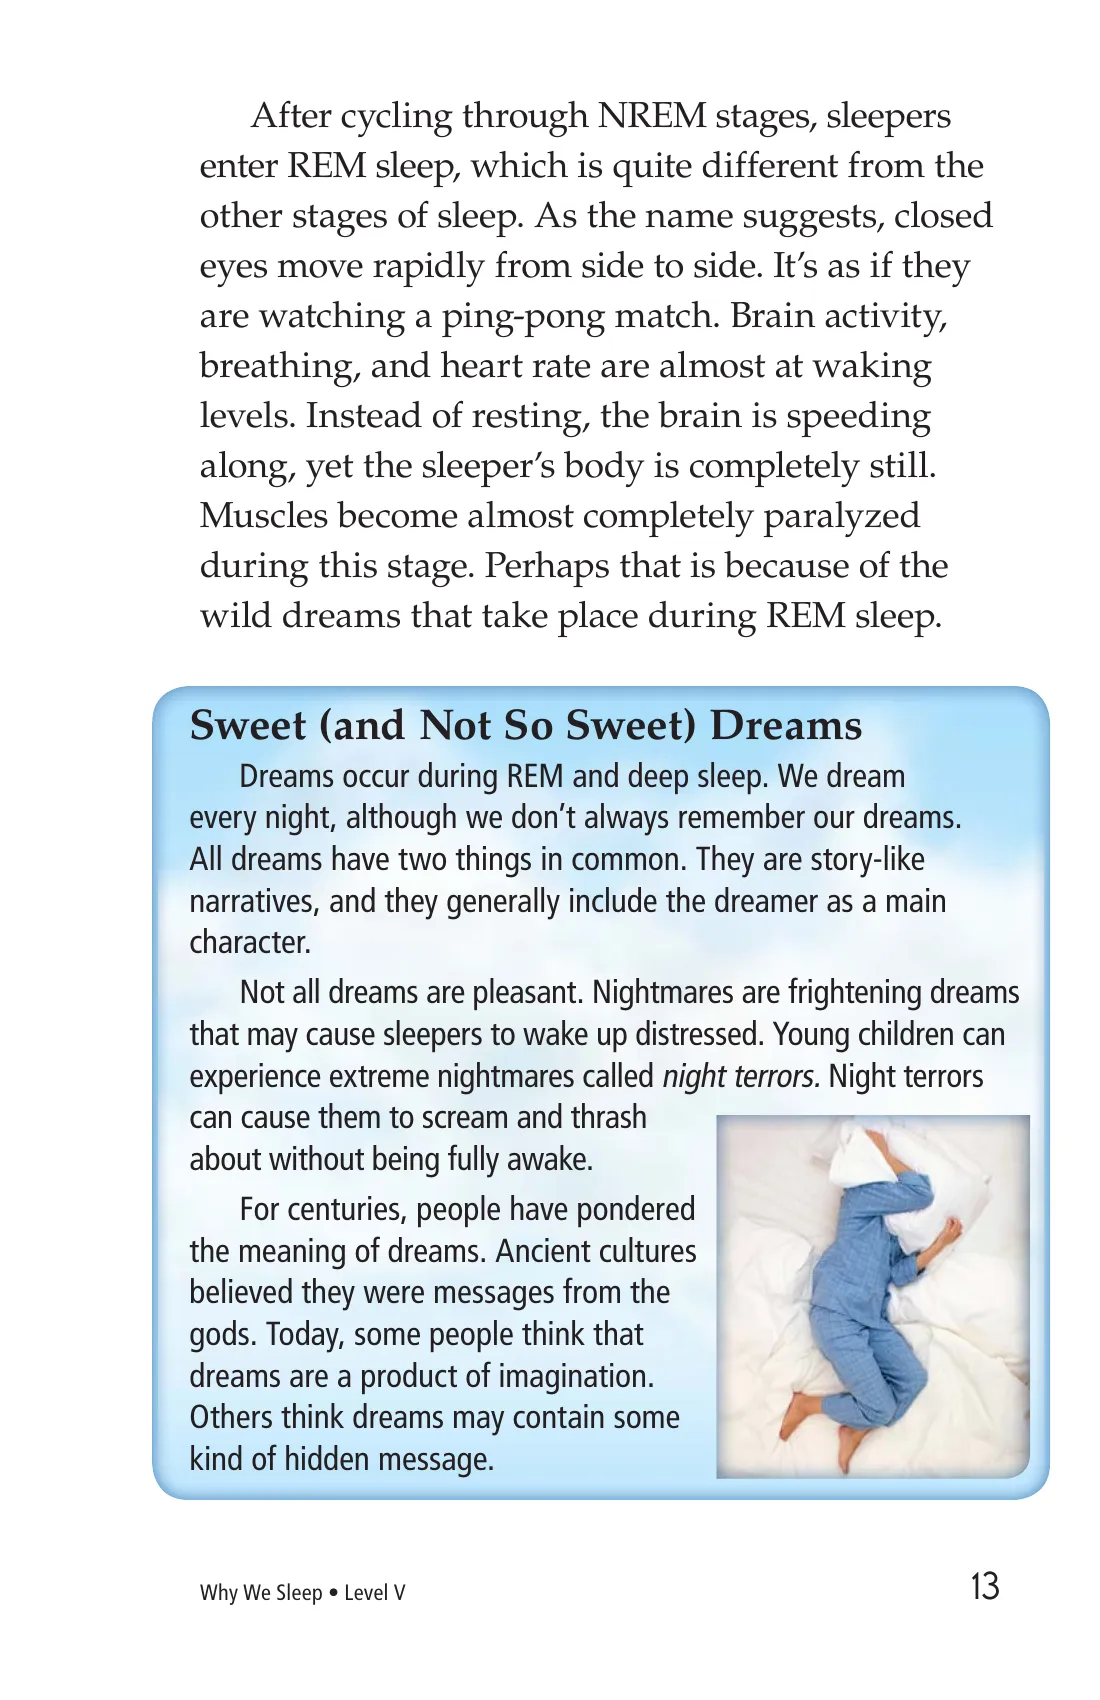 After cycling through NREM stages, sleepers
enter REM sleep, which is quite different from the
other stages of sleep. As the name suggests, closed
eyes move rapidly from side to side. It’s as if they
are watching a ping-pong match. Brain activity,
breathing, and heart rate are almost at waking
levels. Instead of resting, the brain is speeding
along, yet the sleeper’s body is completely still.
Muscles become almost completely paralyzed
during this stage. Perhaps that is because of the
wild dreams that take place during REM sleep.
Sweet (and Not So Sweet) Dreams
Dreams occur during REM and deep sleep. We dream
every night, although we don’t always remember our dreams.
All dreams have two things in common. They are story-like
narratives, and they generally include the dreamer as a main
character.
Not all dreams are pleasant. Nightmares are frightening dreams
that may cause sleepers to wake up distressed. Young children can
experience extreme nightmares called night terrors. Night terrors
can cause them to scream and thrash
about without being fully awake.
For centuries, people have pondered
the meaning of dreams. Ancient cultures
believed they were messages from the
gods. Today, some people think that
dreams are a product of imagination.
Others think dreams may contain some
kind of hidden message.
Why We Sleep • Level V
13